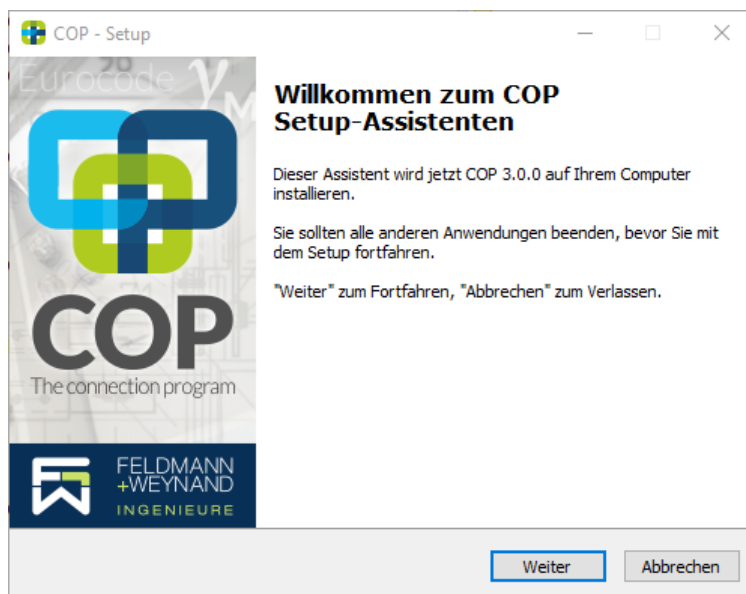 COP - Setup
Eurocode γM
COP
The connection program
FELDMANN
+WEYNAND
INGENIEURE
Willkommen zum COP
Setup-Assistenten
Dieser Assistent wird jetzt COP 3.0.0 auf Ihrem Computer
installieren.
Sie sollten alle anderen Anwendungen beenden, bevor Sie mit
dem Setup fortfahren.
"Weiter" zum Fortfahren, "Abbrechen" zum Verlassen.
Weiter
Abbrechen